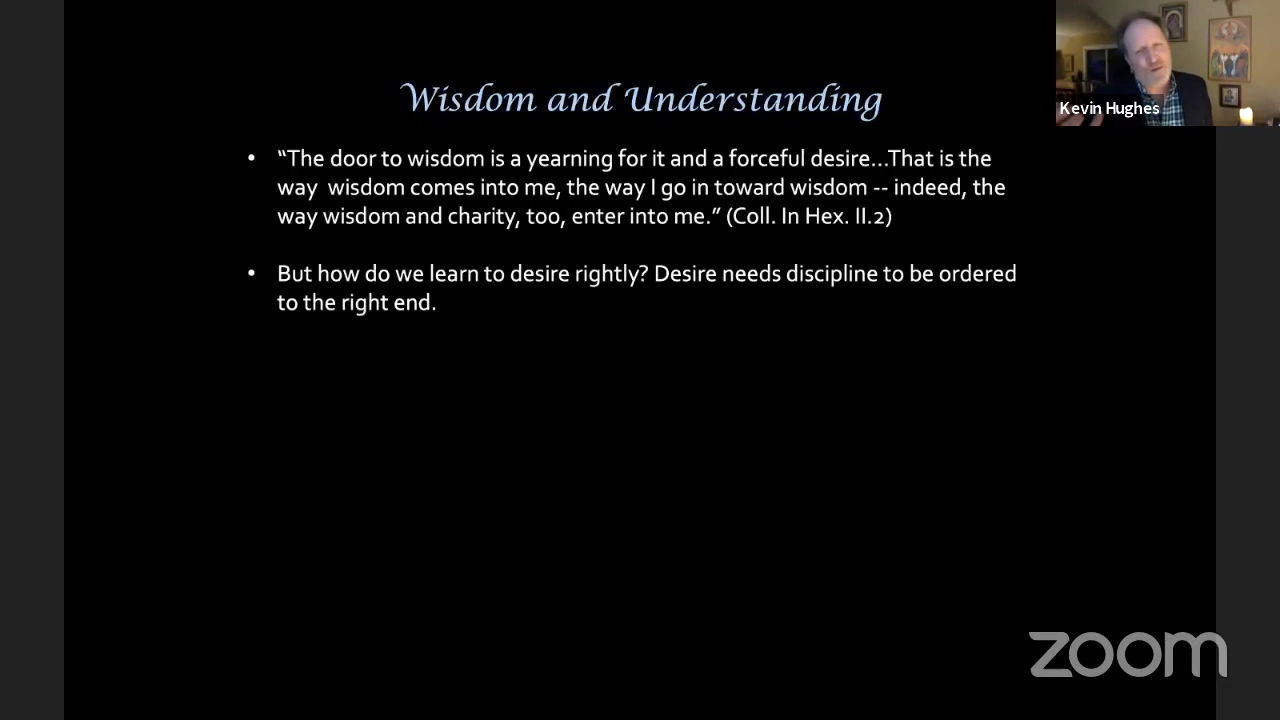 Wisdom and Understanding
Kevin Hughes
• “The door to wisdom is a yearning for it and a forceful desire…That is the
way wisdom comes into me, the way I go in toward wisdom -- indeed, the
way wisdom and charity, too, enter into me.” (Coll. In Hex. II.2)
• But how do we learn to desire rightly? Desire needs discipline to be ordered
to the right end.
zoom